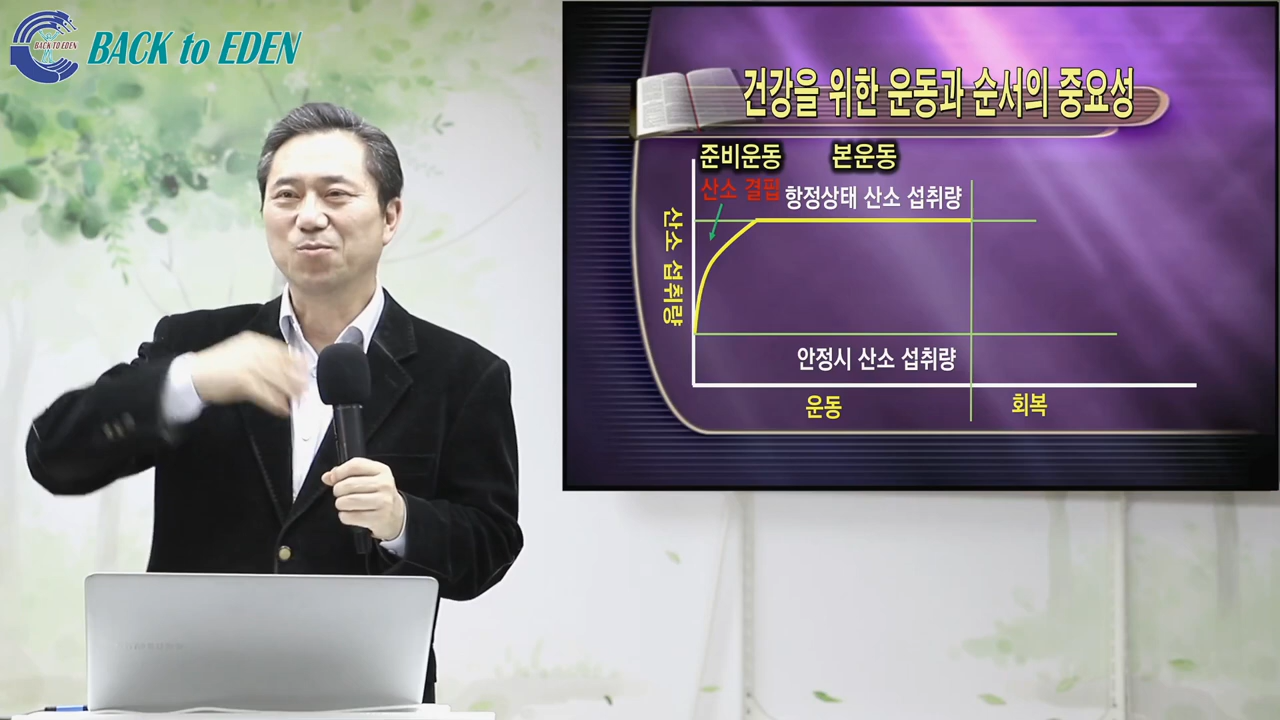 BACK TO EDEN
BACK to EDEN
건강을 위한 운동과 순서의 중요성
준비운동
본운동
산소 결핍
항정상태 산소 섭취량
산소 섭취량
안정시 산소 섭취량
운동
회복